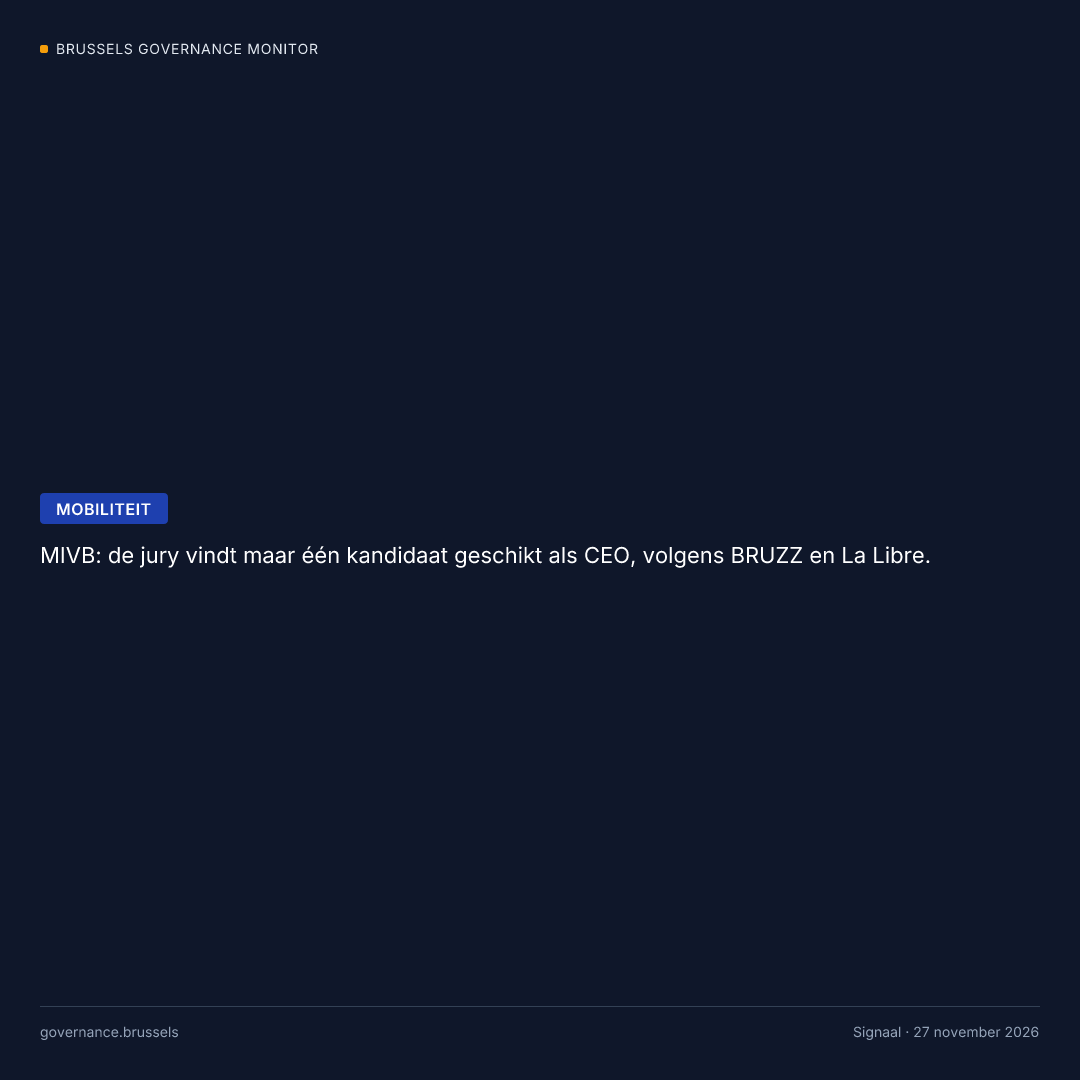 BRUSSELS GOVERNANCE MONITOR
MOBILITEIT
MIVB: de jury vindt maar één kandidaat geschikt als CEO, volgens BRUZZ en La Libre.
governance.brussels
Signaal · 27 november 2026